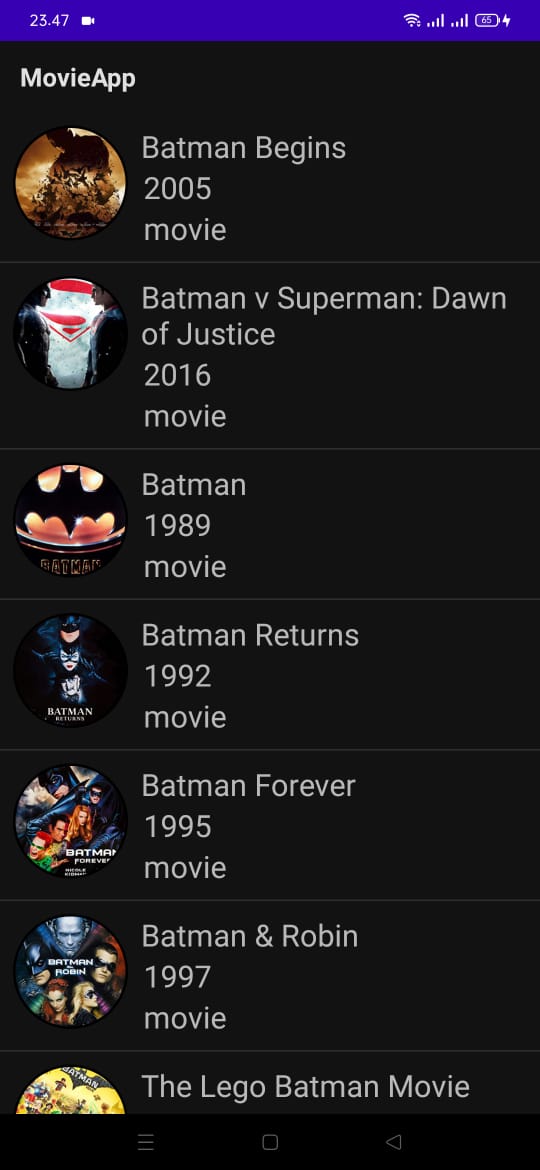 23.47
65
MovieApp
Batman Begins
2005
movie
Batman v Superman: Dawn
of Justice
2016
movie
BATMAN
Batman
1989
movie
BATMAN
RETURNS
Batman Returns
1992
movie
BATMAN
FOREVER
NICOLE
Batman Forever
1995
movie
BATMAN
ROBIN
Batman & Robin
1997
movie
BATMAN
The Lego Batman Movie